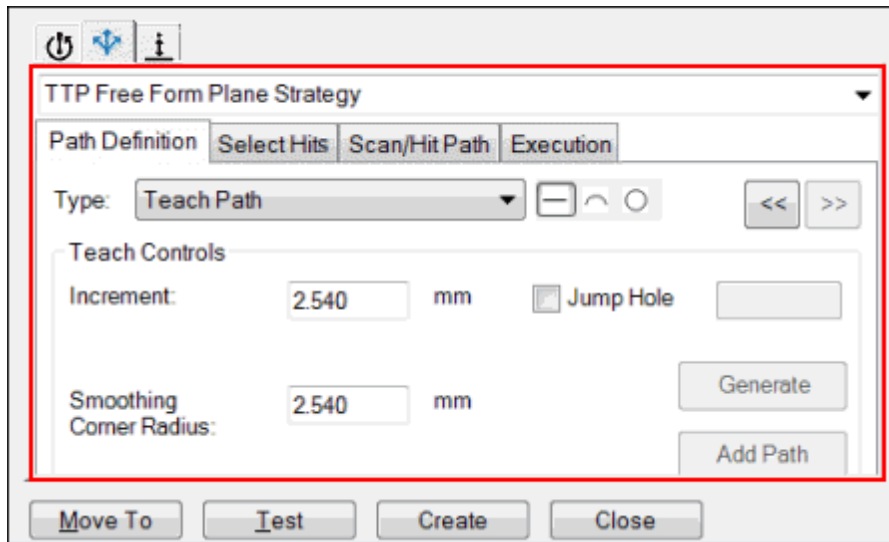 TTP Free Form Plane Strategy
Path Definition Select Hits Scan/Hit Path Execution
Type: Teach Path << >>
Teach Controls
Increment: 2.540 mm Jump Hole
Generate
Smoothing 2.540 mm
Corner Radius:
Add Path
Move To Test Create Close